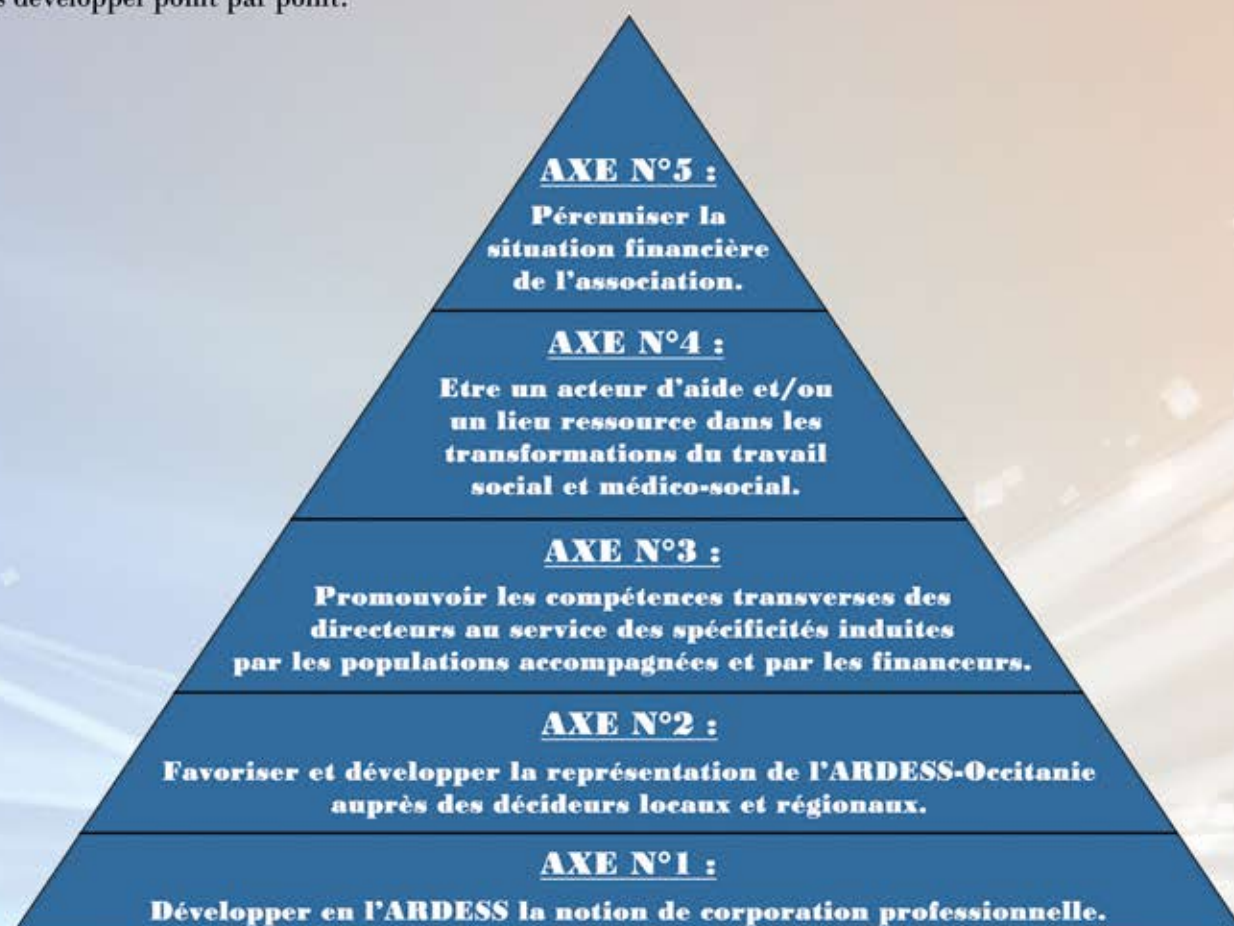 développer point par point.
AXE N°5 :
Pérenniser la
situation financière
de l'association.
AXE N°4 :
Etre un acteur d'aide et/ou
un lieu ressource dans les
transformations du travail
social et médico-social.
AXE N°3 :
Promouvoir les compétences transverses des
directeurs au service des spécificités induites
par les populations accompagnées et par les financeurs.
AXE N°2 :
Favoriser et développer la représentation de l'ARDESS-Occitanie
auprès des décideurs locaux et régionaux.
AXE N°1 :
Développer en l'ARDESS la notion de corporation professionnelle.